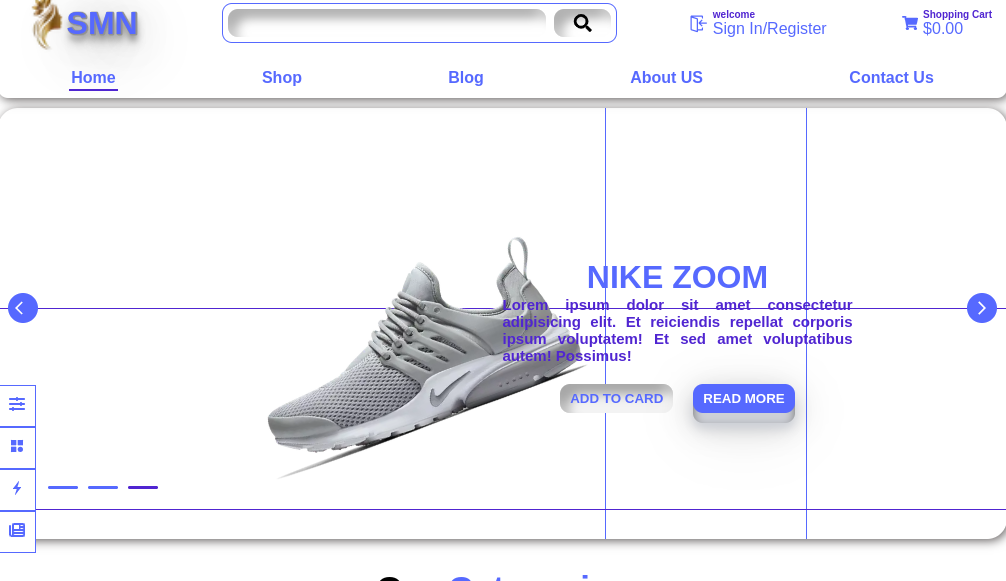 SMN
welcome
Sign In/Register
Shopping Cart
$0.00
Home
Shop
Blog
About US
Contact Us
NIKE ZOOM
Lorem ipsum dolor sit amet consectetur
adipisicing elit. Et reiciendis repellat corporis
ipsum voluptatem! Et sed amet voluptatibus
autem! Possimus!
ADD TO CARD
READ MORE